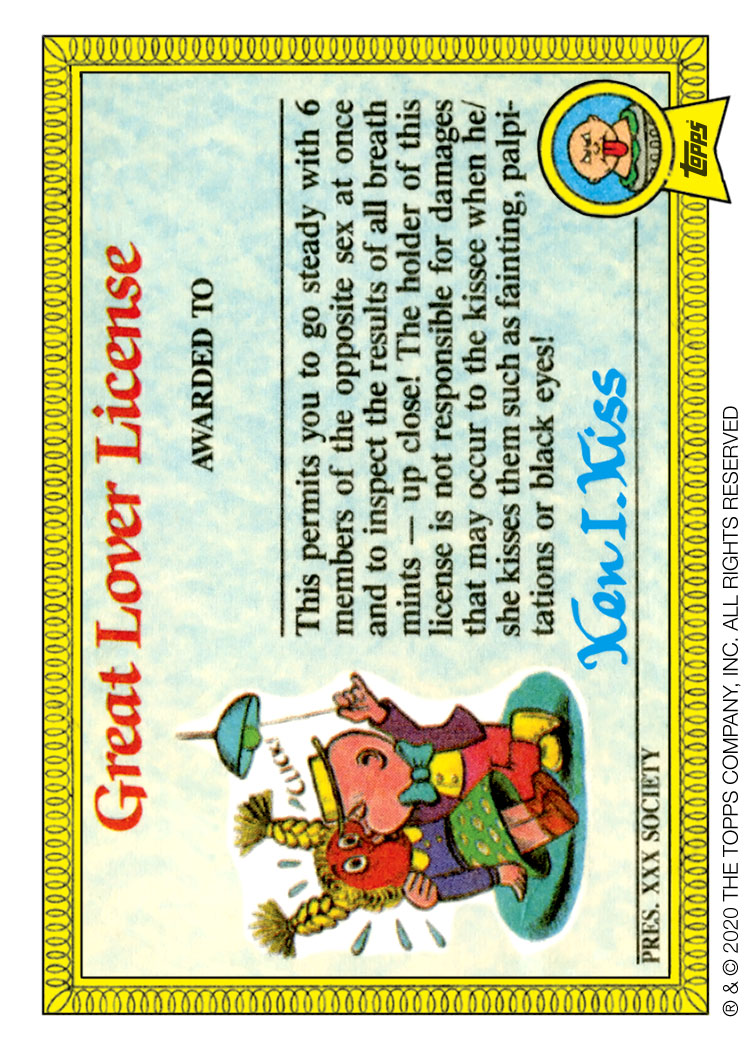 Great Lover License
AWARDED TO
This permits you to go steady with 6
members of the opposite sex at once
and to inspect the results of all breath
mints — up close! The holder of this
license is not responsible for damages
that may occur to the kissee when he/
she kisses them such as fainting, palpi-
tations or black eyes!
CLICK!
Ken I. Kiss
PRES. XXX SOCIETY
topps
® & © 2020 THE TOPPS COMPANY, INC. ALL RIGHTS RESERVED